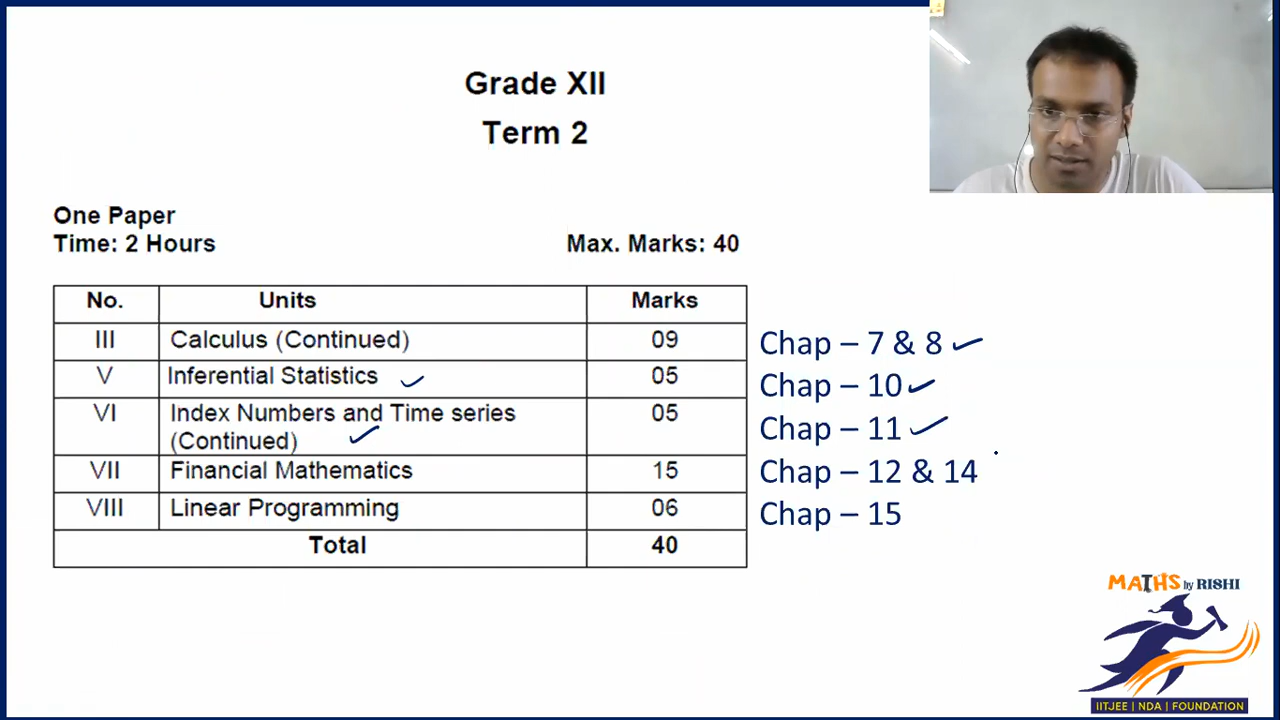 Grade XII
Term 2
One Paper
Time: 2 Hours Max. Marks: 40
No. Units Marks
III Calculus (Continued) 09 Chap – 7 & 8
V Inferential Statistics 05 Chap – 10
VI Index Numbers and Time series 05 Chap – 11
(Continued)
VII Financial Mathematics 15 Chap – 12 & 14
VIII Linear Programming 06 Chap – 15
Total 40
MATHS by RISHI
IITJEE | NDA | FOUNDATION